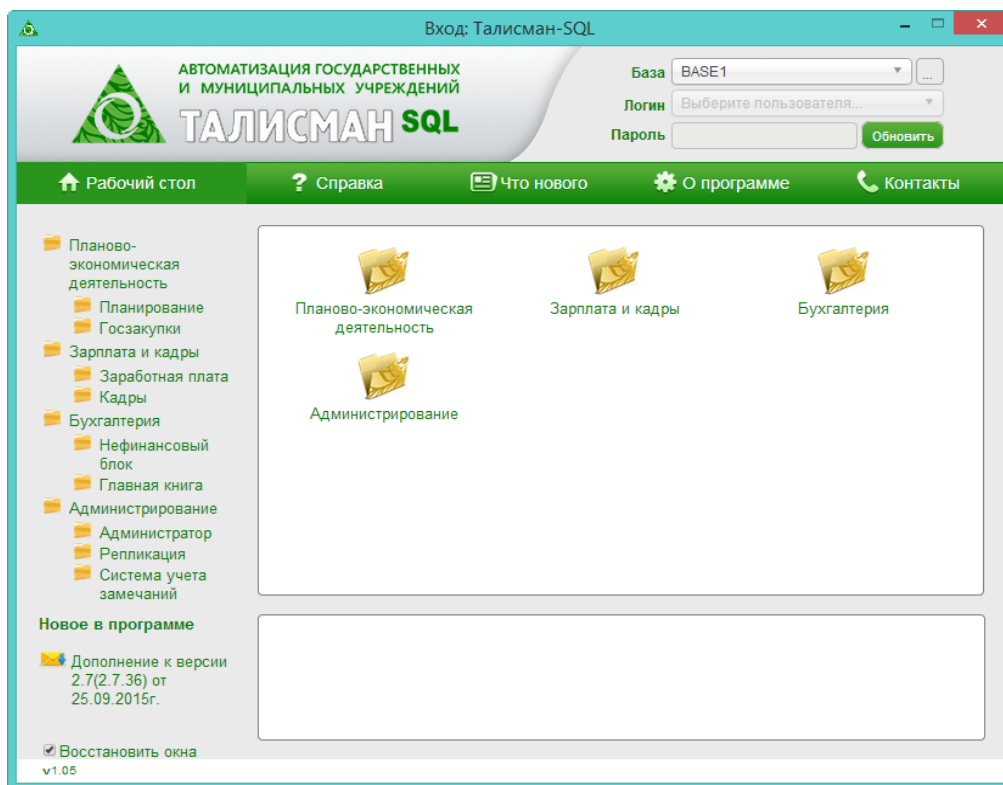 Вход: Талисман-SQL
АВТОМАТИЗАЦИЯ ГОСУДАРСТВЕННЫХ
И МУНИЦИПАЛЬНЫХ УЧРЕЖДЕНИЙ
ТАЛИСМАН SQL
База BASE1 ...
Логин Выберите пользователя...
Пароль Обновить
Рабочий стол ? Справка Что нового О программе Контакты
Планово-
экономическая
деятельность
Планирование
Госзакупки
Зарплата и кадры
Заработная плата
Кадры
Бухгалтерия
Нефинансовый
блок
Главная книга
Администрирование
Администратор
Репликация
Система учета
замечаний
Новое в программе
Дополнение к версии
2.7(2.7.36) от
25.09.2015г.
Восстановить окна
v1.05
Планово-экономическая
деятельность
Зарплата и кадры
Бухгалтерия
Администрирование